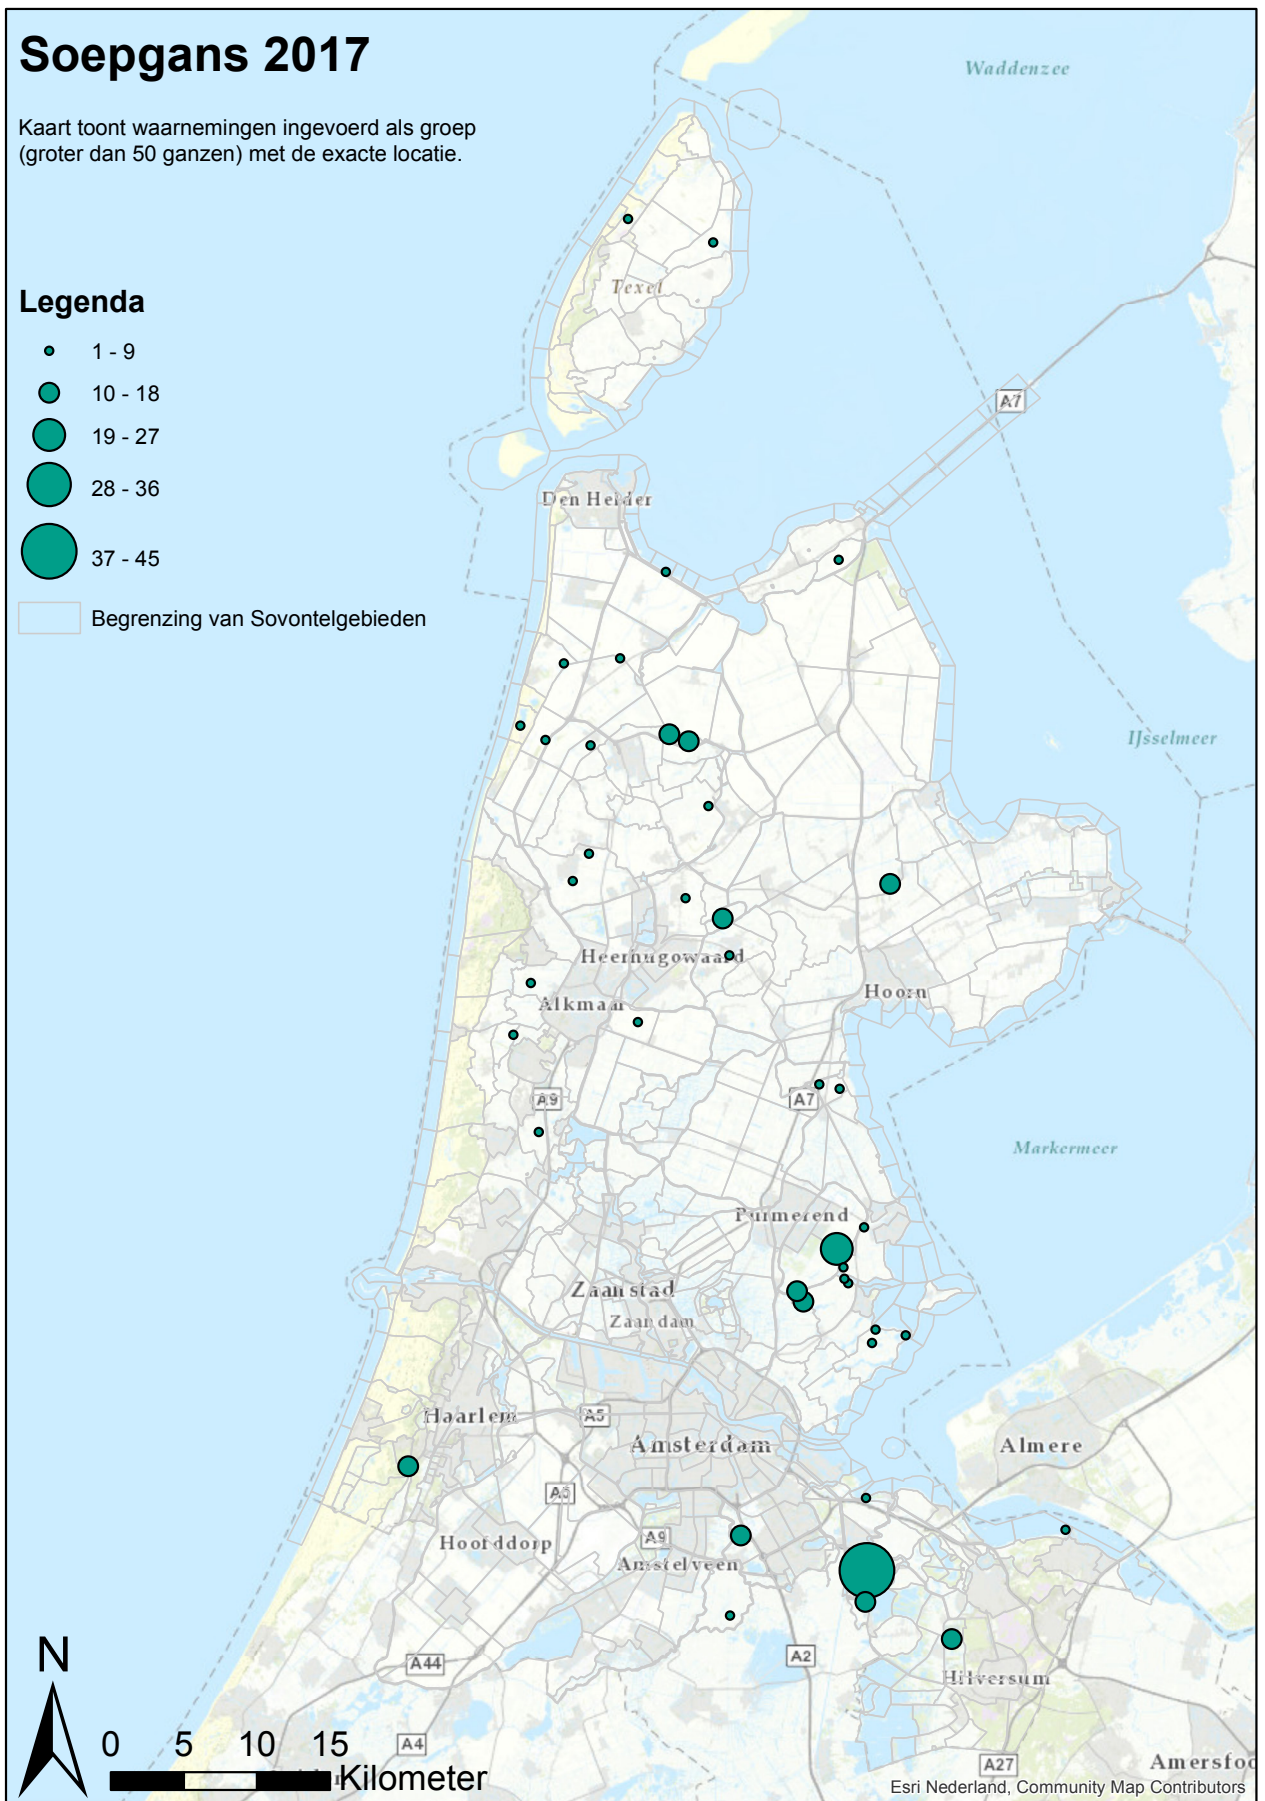 Soepgans 2017
Kaart toont waarnemingen ingevoerd als groep
(groter dan 50 ganzen) met de exacte locatie.
Legenda
1 - 9
10 - 18
19 - 27
28 - 36
37 - 45
Begrenzing van Sovontelgebieden
Waddenzee
Texel
A7
Den Helder
IJsselmeer
Heerhugowaard
Hoorn
Alkmaar
A9
A7
Markermeer
Purmerend
Zaanstad
Zaandam
Haarlem
A5
Amsterdam
Almere
A5
Hoofddorp
A9
Amstelveen
A2
A44
Hilversum
N
0 5 10 15
Kilometer
A4
A27
Amersfoo
Esri Nederland, Community Map Contributors